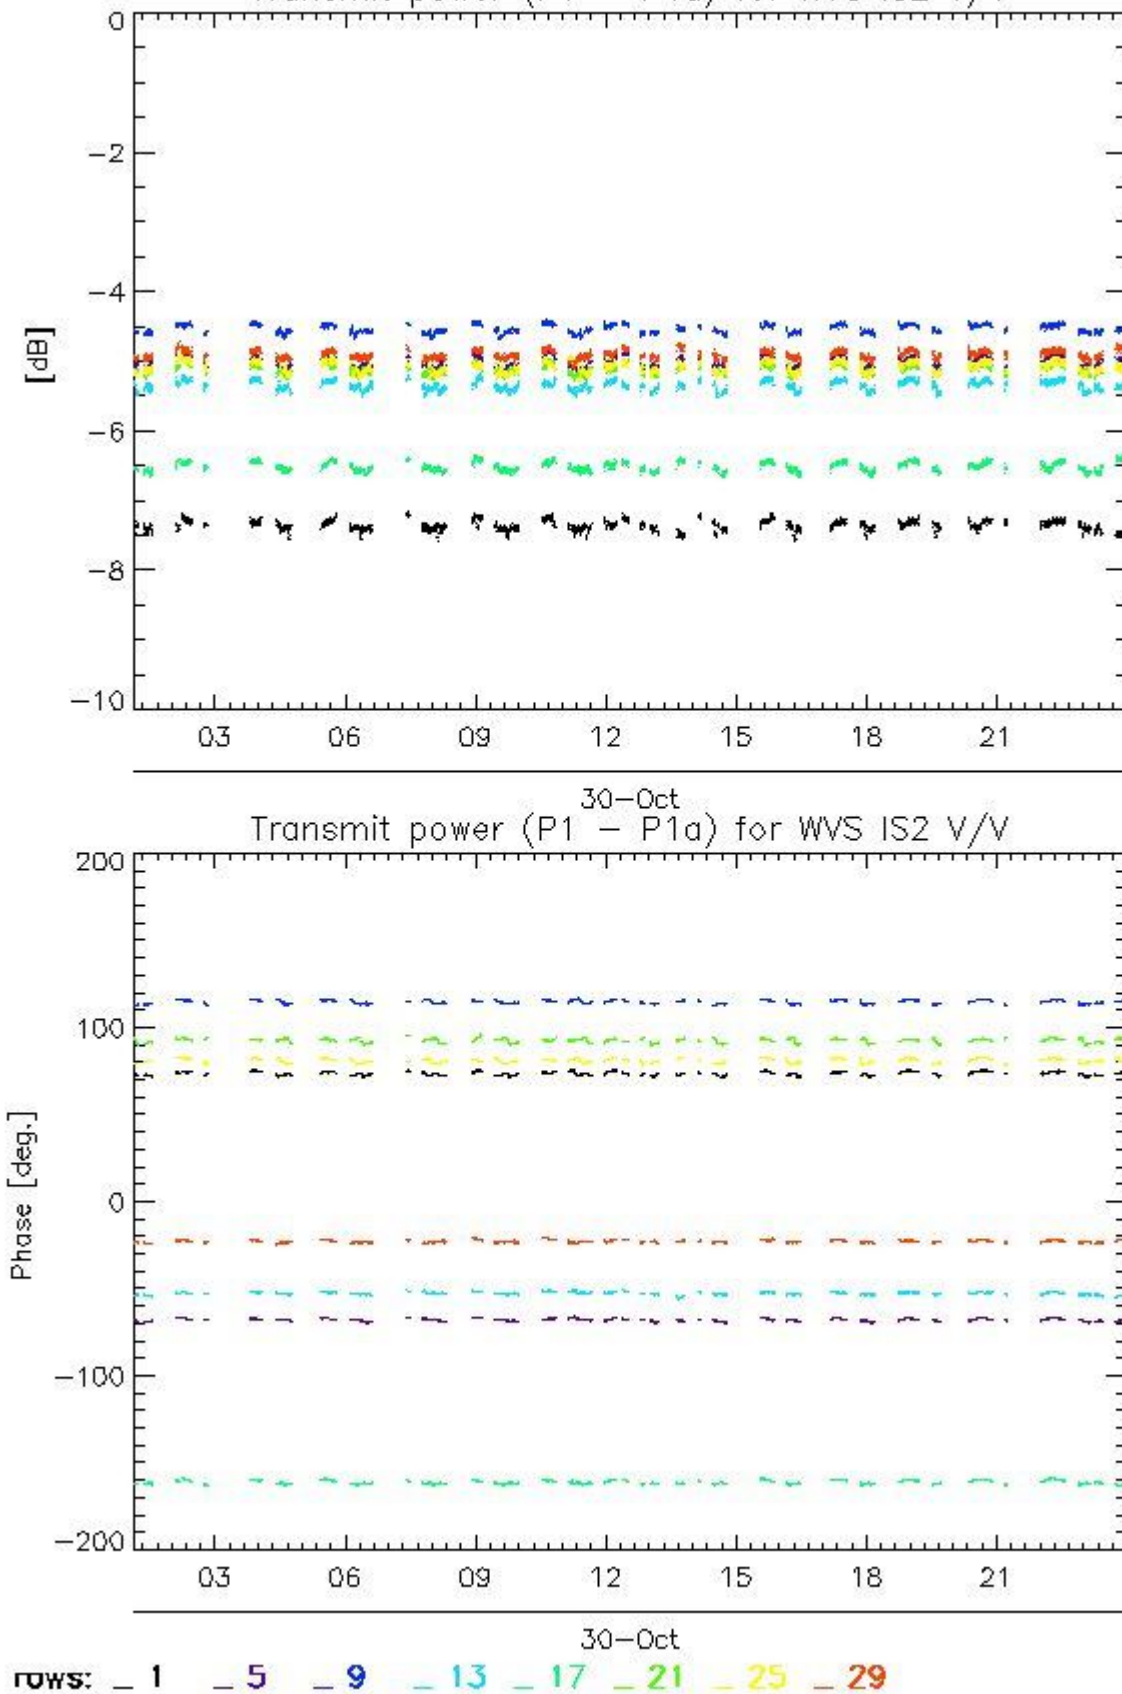 0
−2
−4
[dB]
−6
−8
−10
03 06 09 12 15 18 21
30−Oct
Transmit power (P1 − P1a) for WVS IS2 V/V
200
100
0
Phase [deg.]
−100
−200
03 06 09 12 15 18 21
30−Oct
rows: _ 1 _ 5 _ 9 _ 13 _ 17 _ 21 _ 25 _ 29